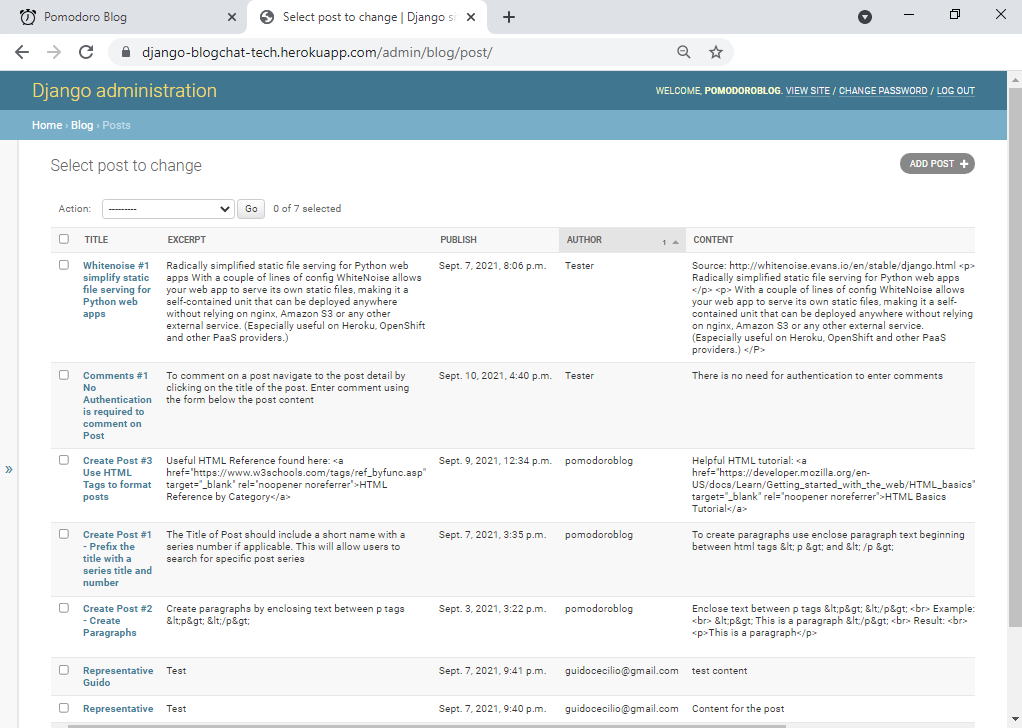 Pomodoro Blog
Select post to change | Django si
django-blogchat-tech.herokuapp.com/admin/blog/post/
Django administration
WELCOME, POMODOROBLOG. VIEW SITE / CHANGE PASSWORD / LOG OUT
Home › Blog › Posts
Select post to change
ADD POST +
Action: --------- Go 0 of 7 selected
TITLE EXCERPT PUBLISH AUTHOR 1 CONTENT
Whitenoise #1
simplify static
file serving for
Python web
apps
Radically simplified static file serving for Python web
apps With a couple of lines of config WhiteNoise allows
your web app to serve its own static files, making it a
self-contained unit that can be deployed anywhere
without relying on nginx, Amazon S3 or any other
external service. (Especially useful on Heroku, OpenShift
and other PaaS providers.)
Sept. 7, 2021, 8:06 p.m.
Tester
Source: http://whitenoise.evans.io/en/stable/django.html <p>
Radically simplified static file serving for Python web apps
</p> <p> With a couple of lines of config WhiteNoise allows
your web app to serve its own static files, making it a self-
contained unit that can be deployed anywhere without relying
on nginx, Amazon S3 or any other external service.
(Especially useful on Heroku, OpenShift and other PaaS
providers.) </P>
Comments #1
No
Authentication
is required to
comment on
Post
To comment on a post navigate to the post detail by
clicking on the title of the post. Enter comment using
the form below the post content
Sept. 10, 2021, 4:40 p.m.
Tester
There is no need for authentication to enter comments
»
Create Post #3
Use HTML
Tags to format
posts
Useful HTML Reference found here: <a
href="https://www.w3schools.com/tags/ref_byfunc.asp"
target="_blank" rel="noopener noreferrer">HTML
Reference by Category</a>
Sept. 9, 2021, 12:34 p.m.
pomodoroblog
Helpful HTML tutorial: <a
href="https://developer.mozilla.org/en-
US/docs/Learn/Getting_started_with_the_web/HTML_basics"
target="_blank" rel="noopener noreferrer">HTML Basics
Tutorial</a>
Create Post #1
- Prefix the
title with a
series title and
number
The Title of Post should include a short name with a
series number if applicable. This will allow users to
search for specific post series
Sept. 7, 2021, 3:35 p.m.
pomodoroblog
To create paragraphs use enclose paragraph text beginning
between html tags &lt; p &gt; and &lt; /p &gt;
Create Post #2
- Create
Paragraphs
Create paragraphs by enclosing text between p tags
&lt;p&gt; &lt;/p&gt;
Sept. 3, 2021, 3:22 p.m.
pomodoroblog
Enclose text between p tags &lt;p&gt; &lt;/p&gt; <br> Example:
<br> &lt;p&gt; This is a paragraph &lt;/p&gt; <br> Result: <br>
<p>This is a paragraph</p>
Representative
Guido
Test
Sept. 7, 2021, 9:41 p.m.
guidocecilio@gmail.com
test content
Representative
Test
Sept. 7, 2021, 9:40 p.m.
guidocecilio@gmail.com
Content for the post